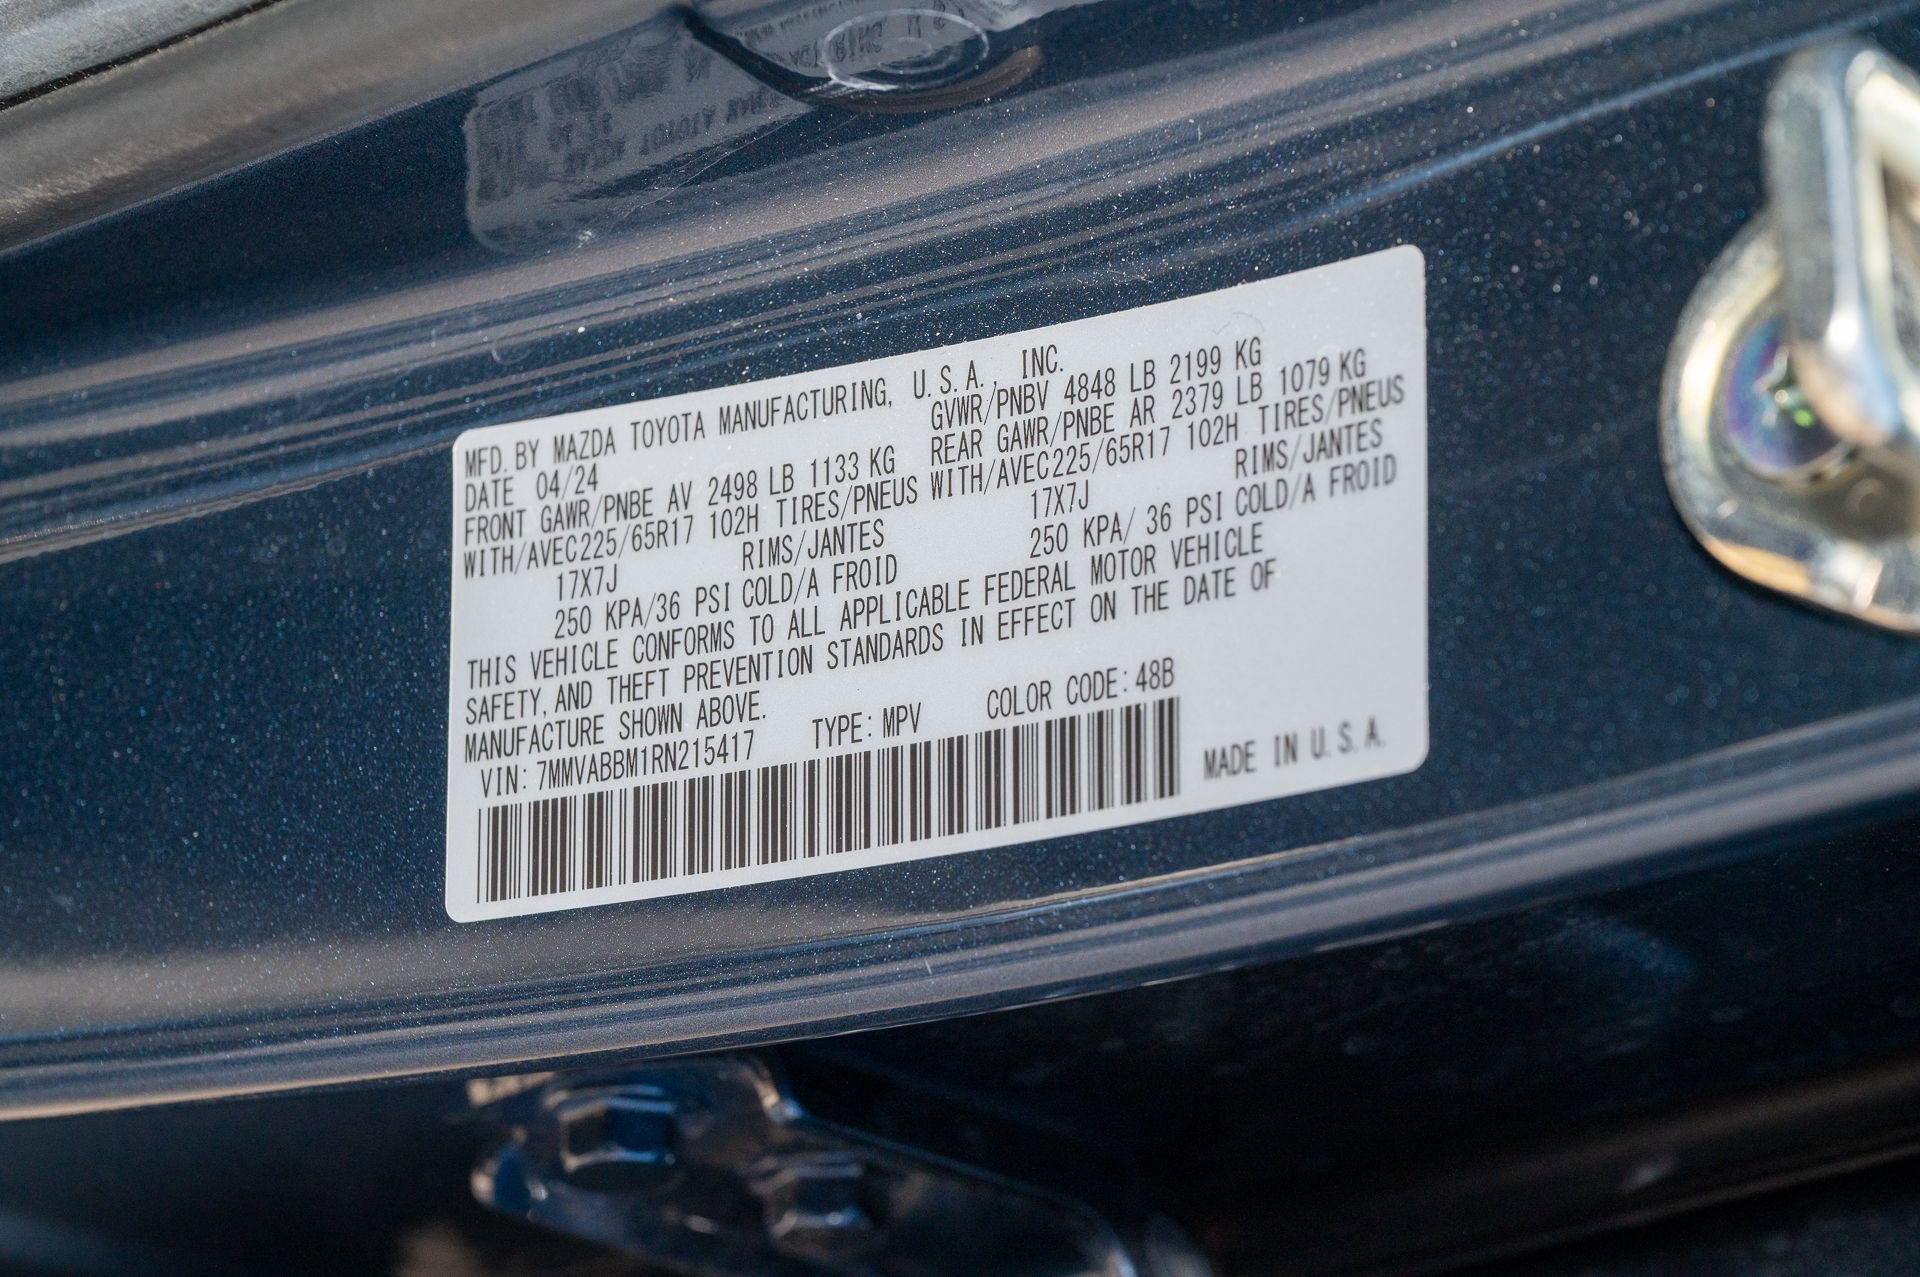 MFD. BY MAZDA TOYOTA MANUFACTURING, U.S.A., INC.
DATE 04/24 GVWR/PNBV 4848 LB 2199 KG
FRONT GAWR/PNBE AV 2498 LB 1133 KG REAR GAWR/PNBE AR 2379 LB 1079 KG
WITH/AVEC 225/65R17 102H TIRES/PNEUS WITH/AVEC 225/65R17 102H TIRES/PNEUS
17X7J RIMS/JANTES 17X7J RIMS/JANTES
250 KPA/36 PSI COLD/A FROID 250 KPA/ 36 PSI COLD/A FROID
THIS VEHICLE CONFORMS TO ALL APPLICABLE FEDERAL MOTOR VEHICLE
SAFETY, AND THEFT PREVENTION STANDARDS IN EFFECT ON THE DATE OF
MANUFACTURE SHOWN ABOVE.
VIN: 7MMVABBM1RN215417 TYPE: MPV COLOR CODE: 48B
MADE IN U.S.A.